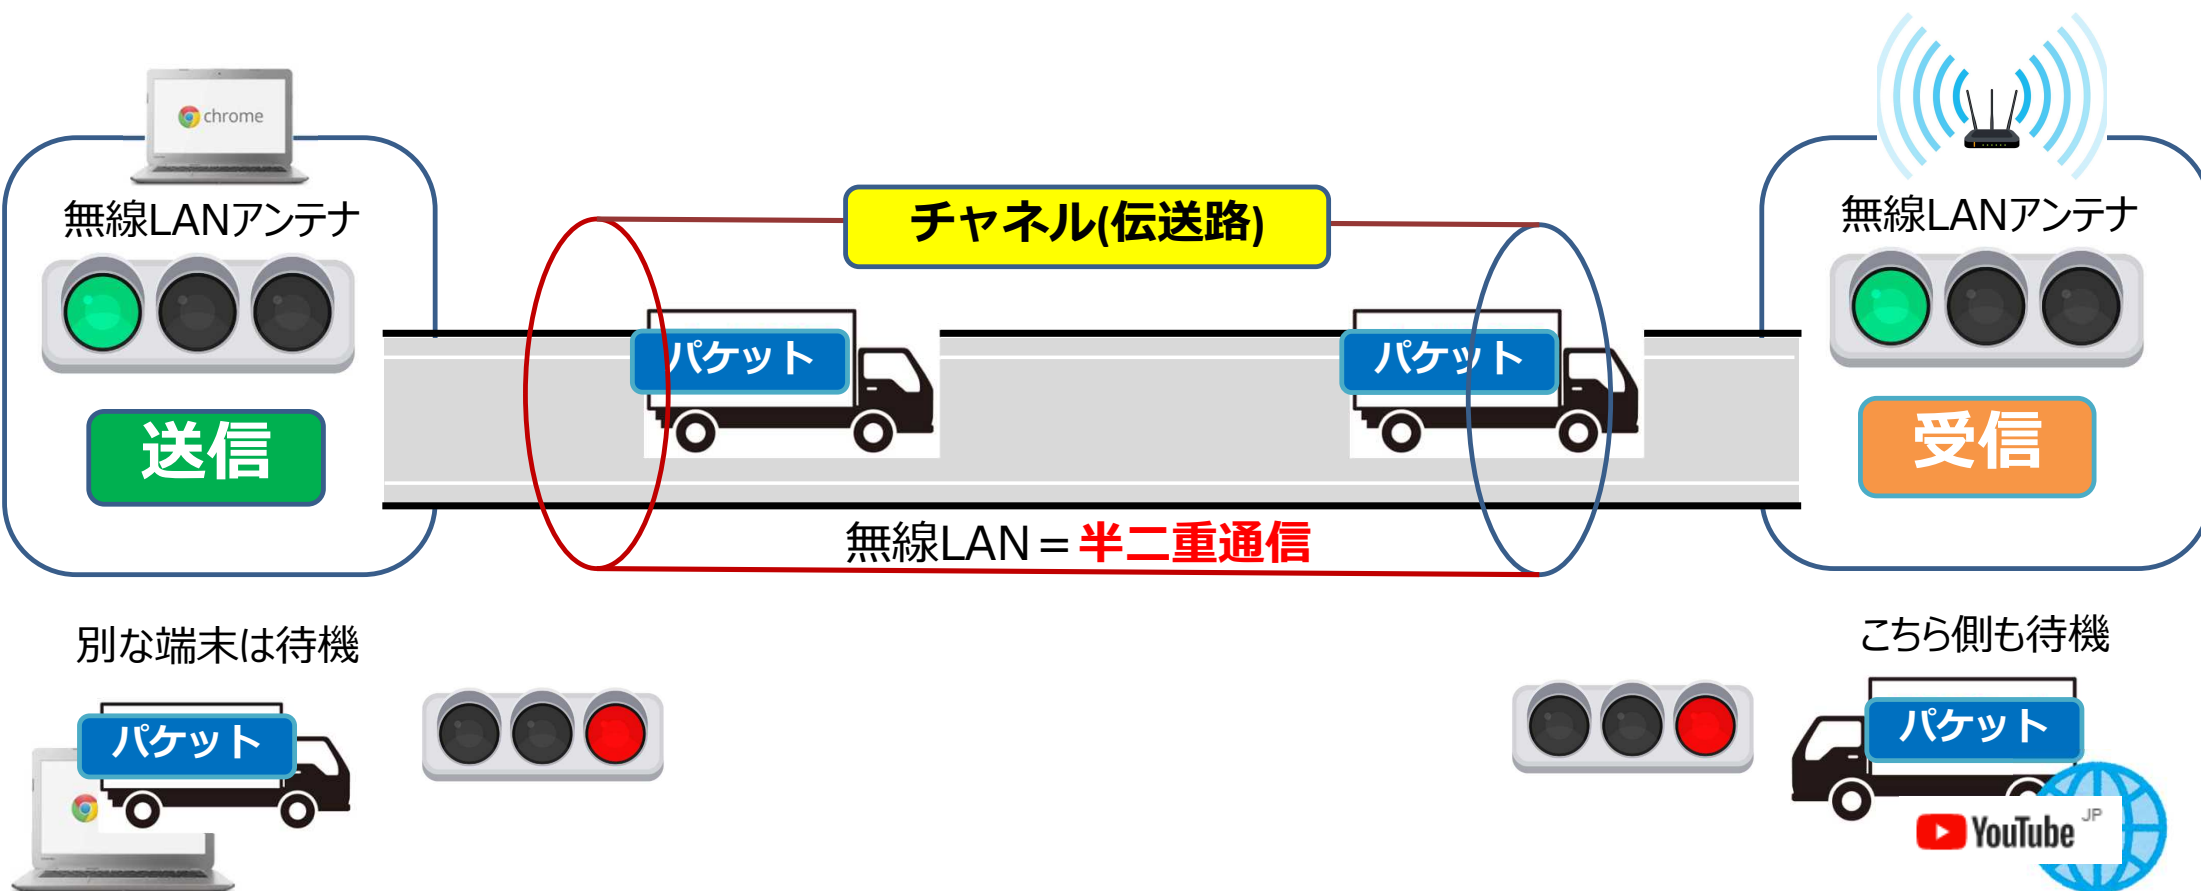 chrome
無線LANアンテナ
送信
チャネル(伝送路)
パケット
パケット
無線LAN=半二重通信
無線LANアンテナ
受信
別な端末は待機
パケット
こちら側も待機
パケット
YouTube JP